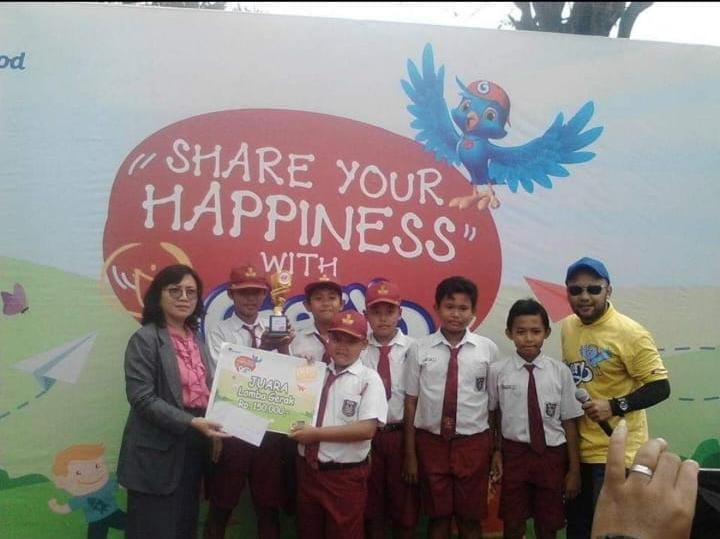 od
"SHARE YOUR
HAPPINESS"
WITH
G
JUARA
Lomba Gerak
Rp. 150.000,-